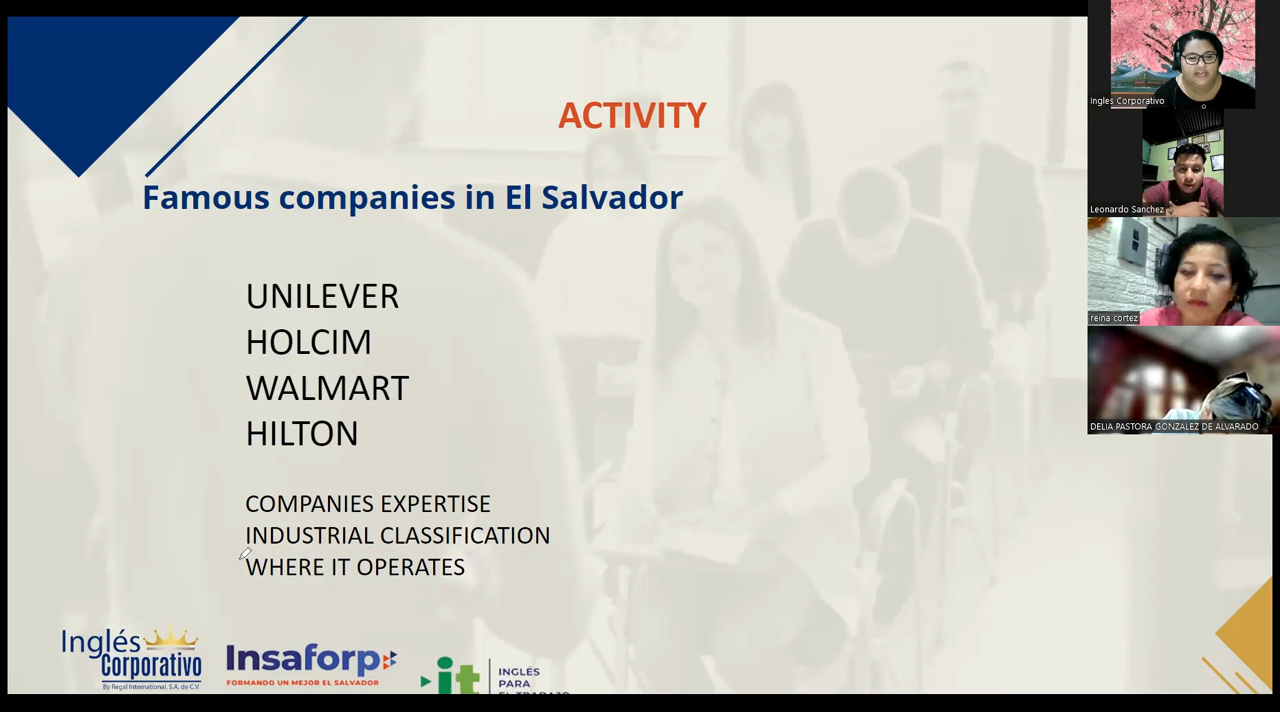 ACTIVITY
Famous companies in El Salvador
UNILEVER
HOLCIM
WALMART
HILTON
COMPANIES EXPERTISE
INDUSTRIAL CLASSIFICATION
WHERE IT OPERATES
Inglés
Corporativo
By Regal International, S.A. de C.V.
Insaforp
FORMANDO UN MEJOR EL SALVADOR
it
INGLÉS
PARA
EL TRABAJO
Ingles Corporativo
Leonardo Sanchez
reina cortez
DELIA PASTORA GONZALEZ DE ALVARADO